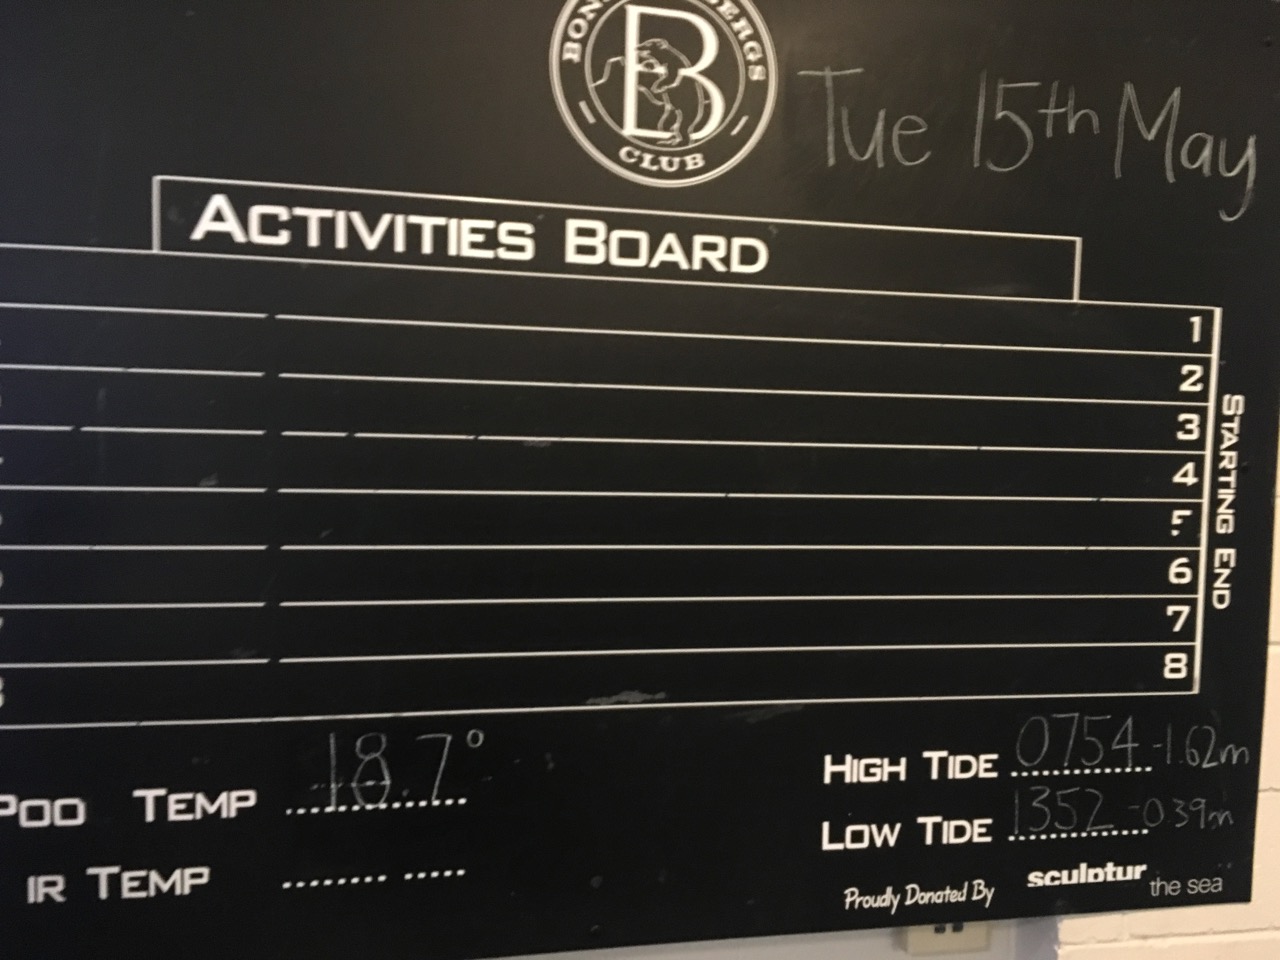 CLUB
Tue 15th May
ACTIVITIES BOARD
1
2
3
4
6
7
8
STARTING END
POO TEMP 18.7°
IR TEMP
HIGH TIDE 0754 -1.62m
LOW TIDE 1352 -0.39m
Proudly Donated By sculptur the sea